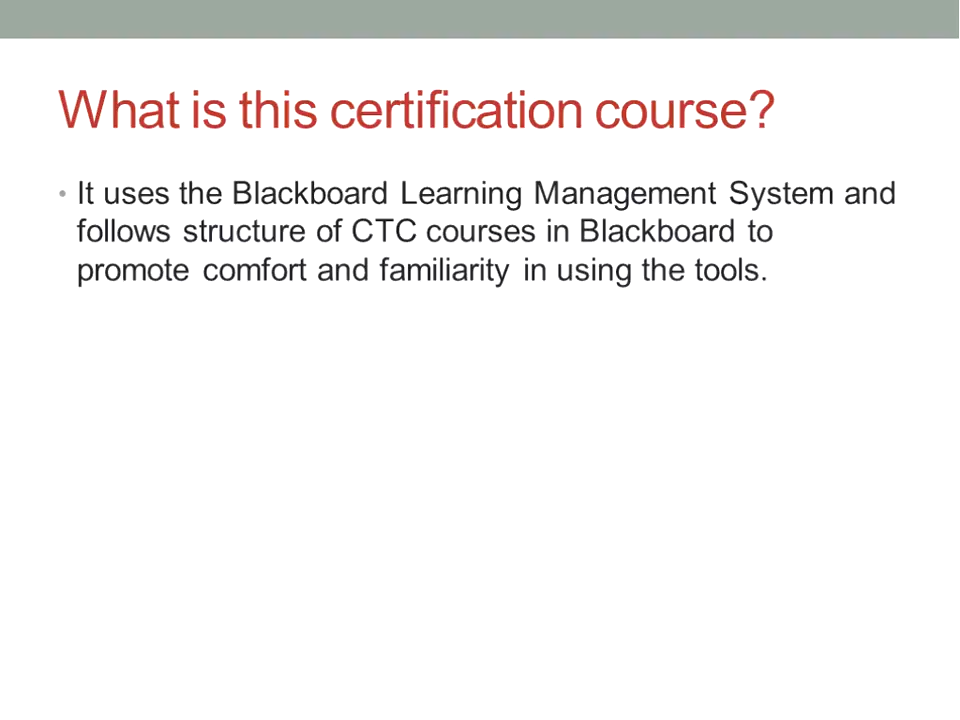 What is this certification course?
• It uses the Blackboard Learning Management System and
follows structure of CTC courses in Blackboard to
promote comfort and familiarity in using the tools.